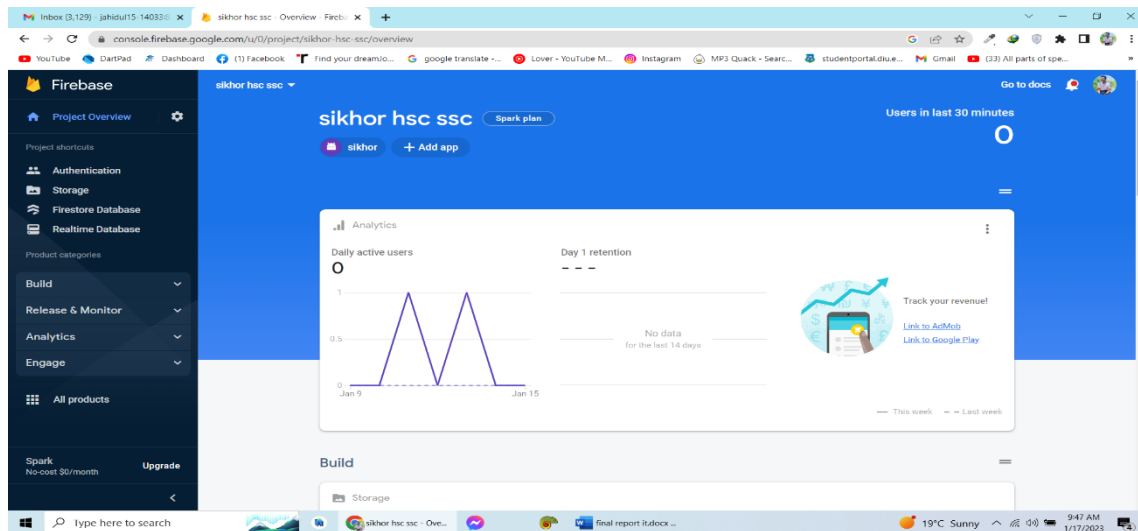 Inbox (3,129) - jahidul15-14033@
sikhor hsc ssc - Overview - Fireba
console.firebase.google.com/u/0/project/sikhor-hsc-ssc/overview
YouTube DartPad Dashboard (1) Facebook Find your dreamJo... google translate -... Lover - YouTube M... Instagram MP3 Quack - Searc... studentportal.diu.e... Gmail (33) All parts of spe...
Firebase
sikhor hsc ssc
Go to docs
Project Overview
sikhor hsc ssc Spark plan
Users in last 30 minutes
0
sikhor + Add app
Project shortcuts
Authentication
Storage
Firestore Database
Realtime Database
Product categories
Build
Release & Monitor
Analytics
Engage
All products
Spark
No-cost $0/month
Upgrade
Analytics
Daily active users
0
1
0.5
0
Jan 9 Jan 15
Day 1 retention
- - -
No data
for the last 14 days
Track your revenue!
Link to AdMob
Link to Google Play
This week Last week
Build
Storage
Type here to search
sikhor hsc ssc - Ove...
final report it.docx ...
19°C Sunny
9:47 AM
1/17/2023